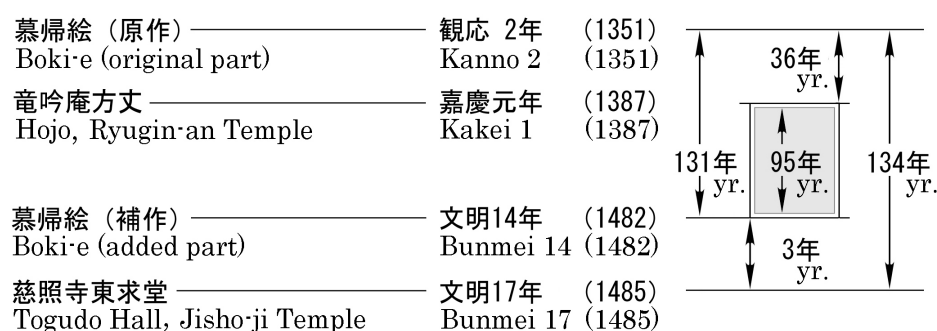 慕帰絵（原作） 観応 2年 （1351）
Boki-e (original part) Kanno 2 (1351)
36年
yr.
竜吟庵方丈 嘉慶元年 （1387）
Hojo, Ryugin-an Temple Kakei 1 (1387)
131年 95年 134年
yr. yr. yr.
慕帰絵（補作） 文明14年 （1482）
Boki-e (added part) Bunmei 14 (1482)
3年
yr.
慈照寺東求堂 文明17年 （1485）
Togudo Hall, Jisho-ji Temple Bunmei 17 (1485)